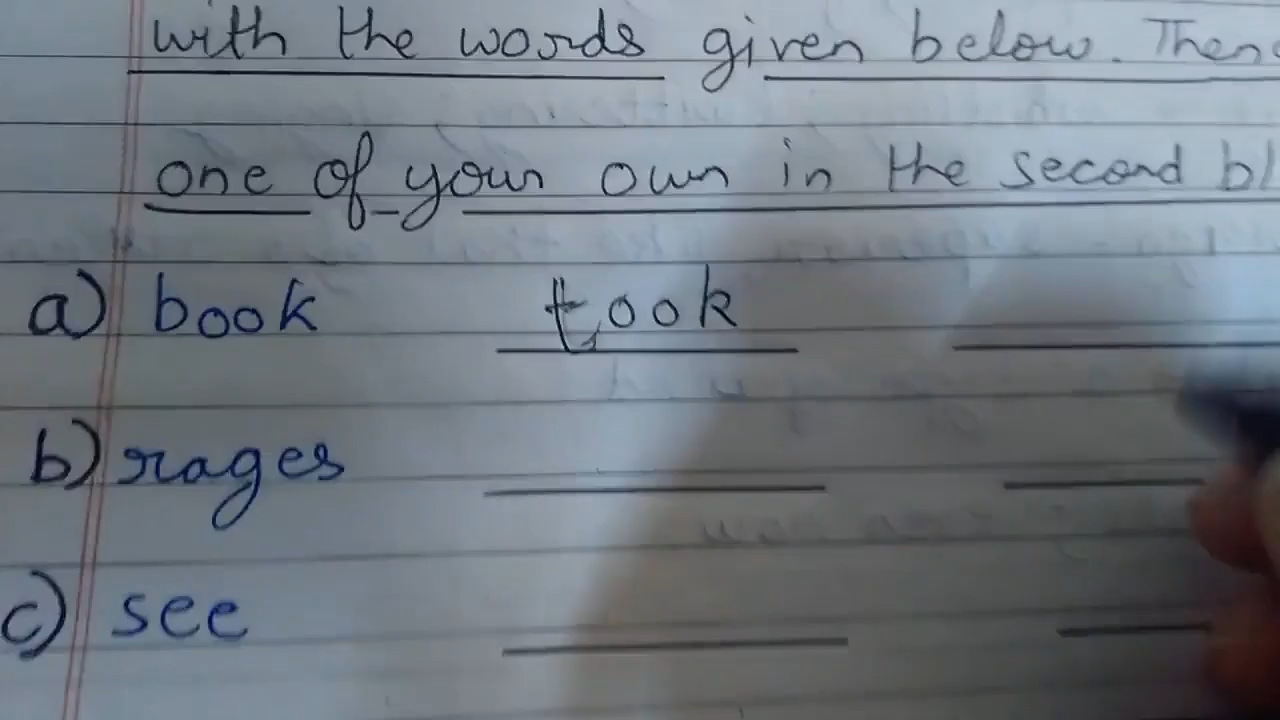 with the words given below. Then
one of your own in the second bl
a) book took
b) rages
c) see